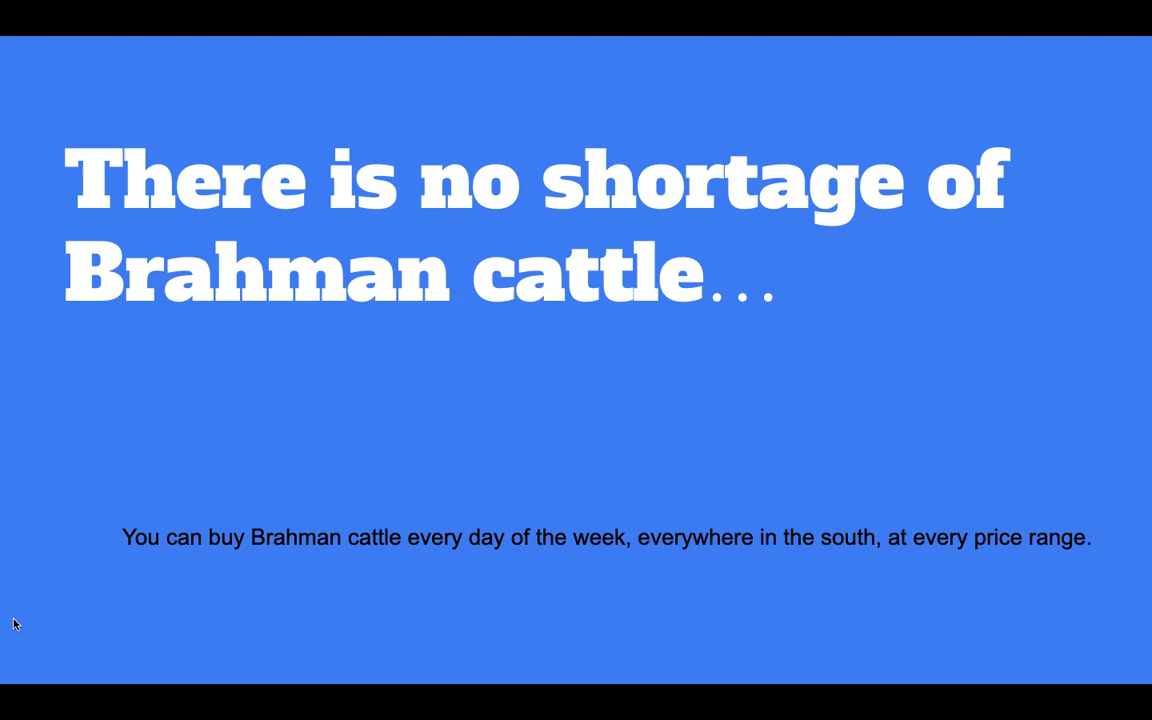 There is no shortage of
Brahman cattle...
You can buy Brahman cattle every day of the week, everywhere in the south, at every price range.